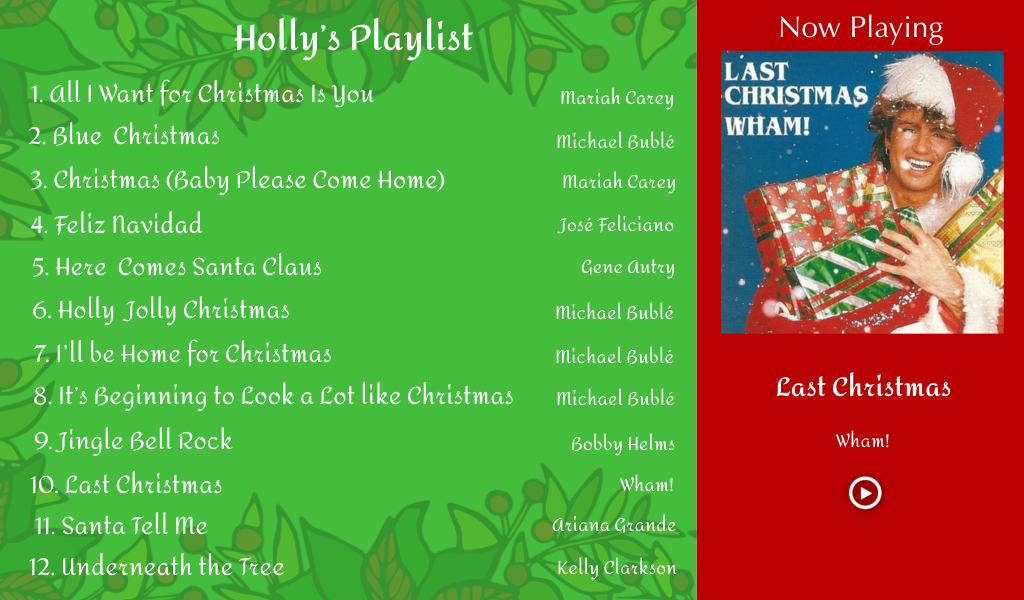 Holly's Playlist
1. All I Want for Christmas Is You Mariah Carey
2. Blue Christmas Michael Bublé
3. Christmas (Baby Please Come Home) Mariah Carey
4. Feliz Navidad José Feliciano
5. Here Comes Santa Claus Gene Autry
6. Holly Jolly Christmas Michael Bublé
7. I'll be Home for Christmas Michael Bublé
8. It's Beginning to Look a Lot like Christmas Michael Bublé
9. Jingle Bell Rock Bobby Helms
10. Last Christmas Wham!
11. Santa Tell Me Ariana Grande
12. Underneath the Tree Kelly Clarkson
Now Playing
LAST
CHRISTMAS
WHAM!
Last Christmas
Wham!